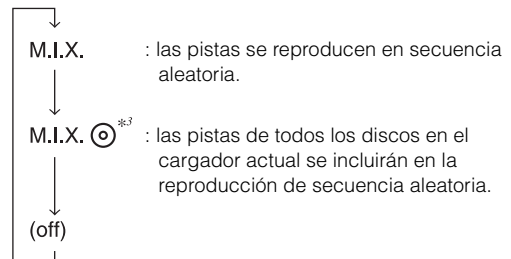 M.I.X. : las pistas se reproducen en secuencia
aleatoria.
M.I.X. *3 : las pistas de todos los discos en el
cargador actual se incluirán en la
reproducción de secuencia aleatoria.
(off)